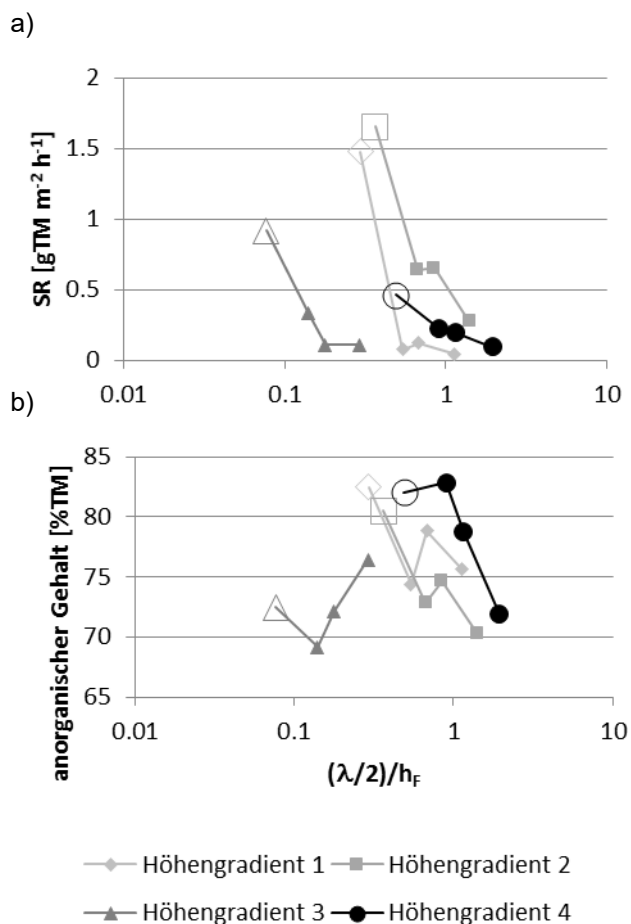 a)
2
1.5
1
0.5
0
SR [gTM m⁻² h⁻¹]
0.01 0.1 1 10
b)
85
80
75
70
65
anorganischer Gehalt [%TM]
0.01 0.1 1 10
(λ/2)/h_F
Höhengradient 1 Höhengradient 2
Höhengradient 3 Höhengradient 4